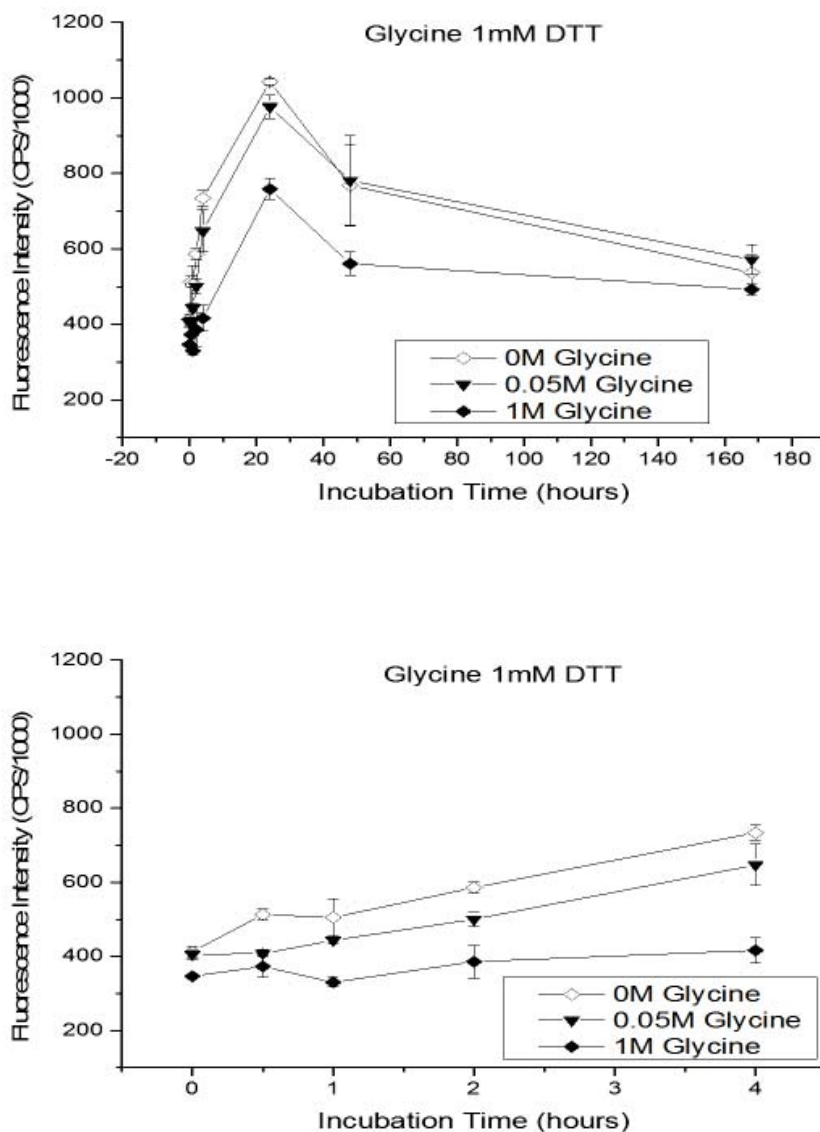 Glycine 1mM DTT
1200
1000
800
600
400
200
Fluorescence Intensity (CPS/1000)
0M Glycine
0.05M Glycine
1M Glycine
-20 0 20 40 60 80 100 120 140 160 180
Incubation Time (hours)
Glycine 1mM DTT
1200
1000
800
600
400
200
Fluorescence Intensity (CPS/1000)
0M Glycine
0.05M Glycine
1M Glycine
0 1 2 3 4
Incubation Time (hours)